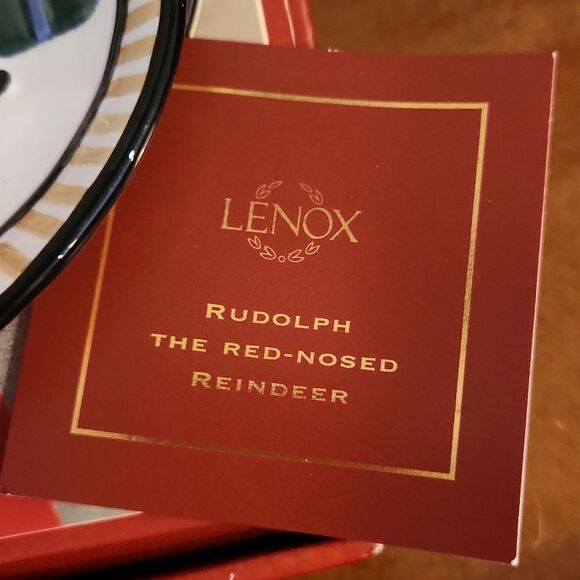 LENOX
RUDOLPH
THE RED-NOSED
REINDEER